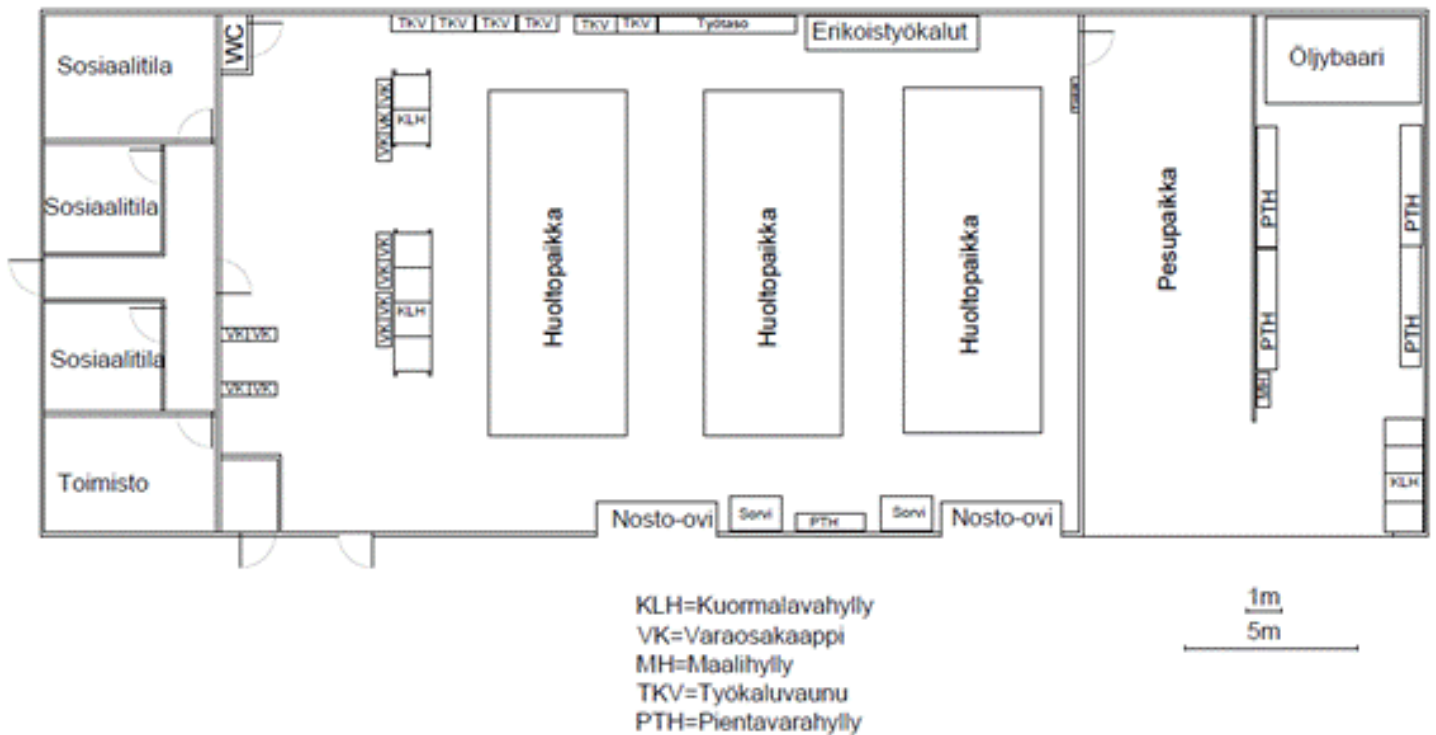 TKV TKV TKV TKV TKV TKV Työtaso
WC
Erikoistyökalut
Sosiaalitila
Öljybaari
VK VK VK
KLH
Sosiaalitila
Huoltopaikka
Huoltopaikka
Huoltopaikka
Pesupaikka
PTH
PTH
VK VK VK VK
KLH
VK VK
Sosiaalitila
PTH
PTH
VK VK
MH
Toimisto
KLH
Nosto-ovi
Sorvi
PTH
Sorvi
Nosto-ovi
KLH=Kuormalavahylly
VK=Varaosakaappi
MH=Maalihylly
TKV=Työkaluvaunu
PTH=Pientavarahylly
1m
5m